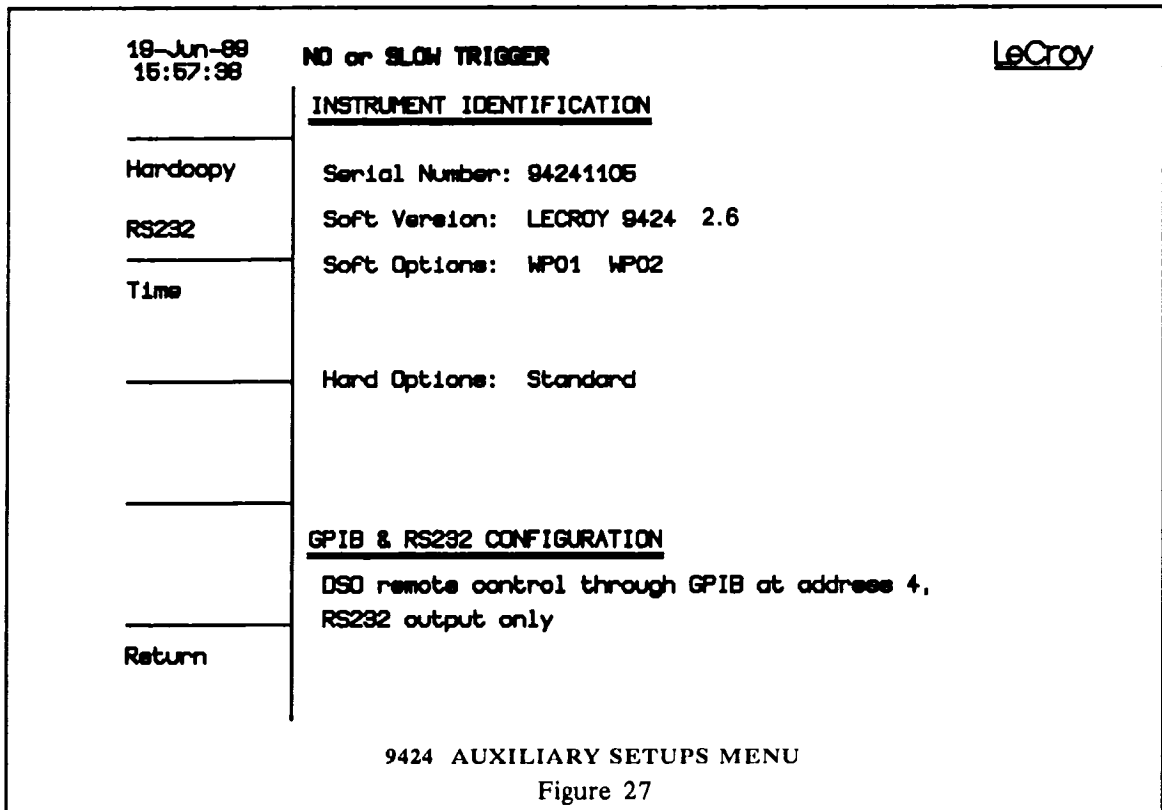 19-Jun-89
15:57:38
NO or SLOW TRIGGER
LeCroy
INSTRUMENT IDENTIFICATION
Hardcopy
Serial Number: 94241105
RS232
Soft Version: LECROY 9424 2.6
Soft Options: WP01 WP02
Time
Hard Options: Standard
GPIB & RS232 CONFIGURATION
DSO remote control through GPIB at address 4,
RS232 output only
Return
9424 AUXILIARY SETUPS MENU
Figure 27